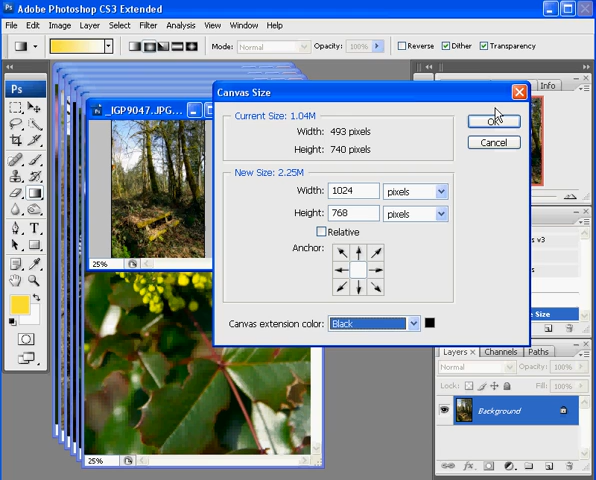 Adobe Photoshop CS3 Extended
File Edit Image Layer Select Filter Analysis View Window Help
Mode: Normal Opacity: 100% Reverse Dither Transparency
Ps
_IGP9047.JPG...
25%
25%
Info
Canvas Size
Current Size: 1.04M
Width: 493 pixels
Height: 740 pixels
OK
Cancel
New Size: 2.25M
Width: 1024 pixels
Height: 768 pixels
Relative
Anchor:
Canvas extension color: Black
s v3
Size
Layers Channels Paths
Normal Opacity: 100%
Lock: Fill: 100%
Background
fx